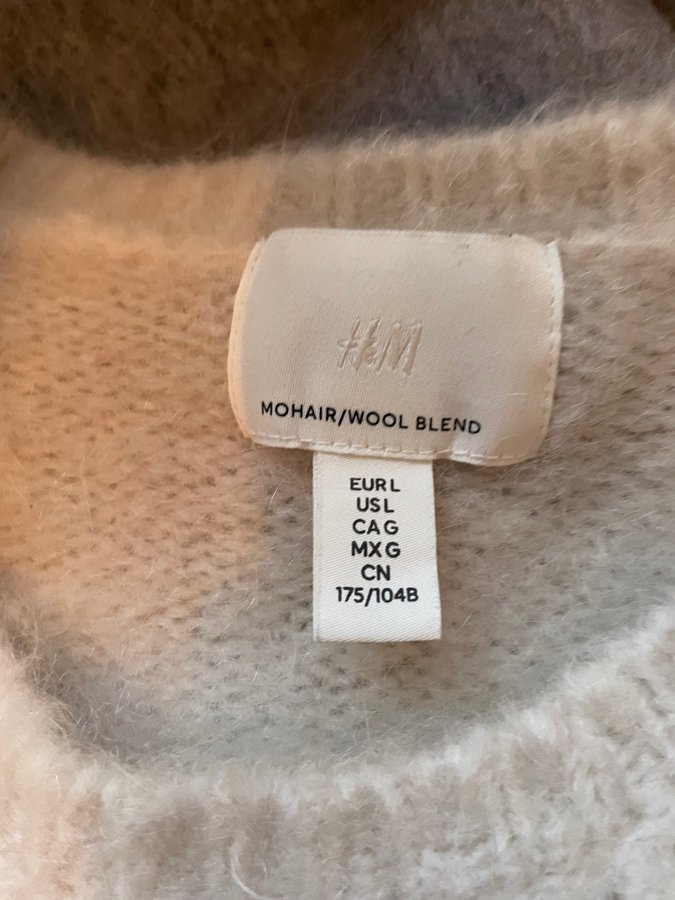 H&M
MOHAIR/WOOL BLEND
EUR L
US L
CA G
MX G
CN
175/104B